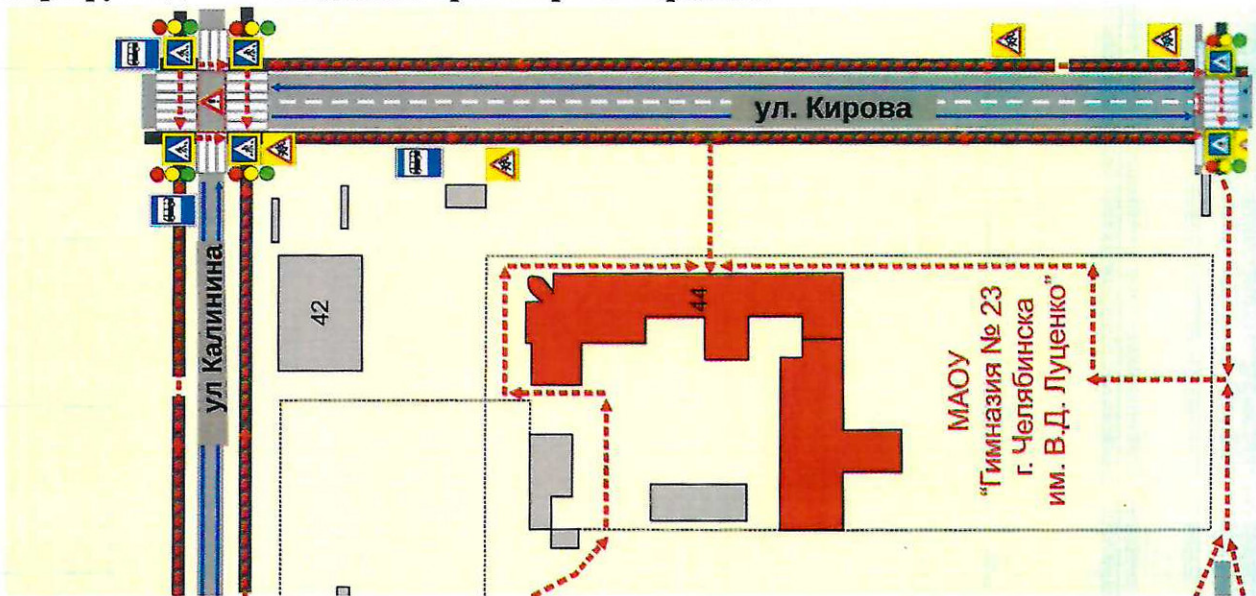 ул. Кирова
ул Калинина
42
44
МАОУ
"Гимназия № 23
г. Челябинска
им. В.Д. Луценко"